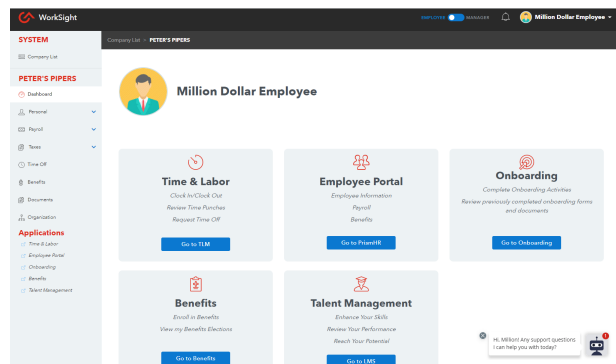 WorkSight
EMPLOYEE
MANAGER
Million Dollar Employee
SYSTEM
Company List > PETER'S PIPERS
Company List
PETER'S PIPERS
Dashboard
Personal
Payroll
Taxes
Time Off
Benefits
Documents
Organization
Applications
Time & Labor
Employee Portal
Onboarding
Benefits
Talent Management
Million Dollar Employee
Time & Labor
Clock In/Clock Out
Review Time Punches
Request Time Off
Go to TLM
Employee Portal
Employee Information
Payroll
Benefits
Go to PrismHR
Onboarding
Complete Onboarding Activities
Review previously completed onboarding forms
and documents
Go to Onboarding
Benefits
Enroll in Benefits
View my Benefits Elections
Go to Benefits
Talent Management
Enhance Your Skills
Review Your Performance
Reach Your Potential
Go to LMS
Hi, Million! Any support questions
I can help you with today?